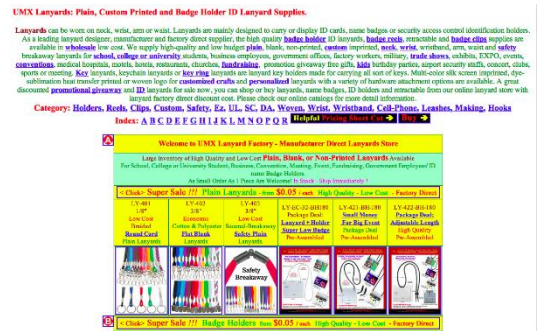 UMX Lanyards: Plain, Custom Printed and Badge Holder ID Lanyard Supplies.
Lanyards can be worn on neck, wrist, arm or waist. Lanyards are mainly designed to carry or display ID cards, name badges or security access control identification holders.
As a leading lanyard designer, manufacturer and factory direct supplier, the high quality badge holder ID lanyards, badge reels, retractable and badge clips supplies are
available in wholesale low cost. We supply high-quality and low budget plain, blank, non-printed, custom imprinted, neck, wrist, wristband, arm, waist and safety
breakaway lanyards for school, college or university students, business employees, government offices, factory workers, military, trade shows, exhibits, EXPO, events,
conventions, medical hospitals, motels, hotels, restaurants, churches, fundraising, promotion giveaway free gifts, kids birthday parties, airport security staffs, concert, clubs,
sports or meeting. Key lanyards, keychain lanyards or key ring lanyards are lanyard key holders made for carrying all sort of keys. Multi-color silk screen imprinted, dye-
sublimation heat transfer printed or woven logo for customized crafts and personalized lanyards with a variety of hardware attachment options are available. A great
discounted promotional giveaway and ID lanyards for sale now, you can shop or buy lanyards, name badges, ID holders and retractable from our online lanyard store with
lanyard factory direct discount cost. Please check our online catalogs for more detail information.
Category: Holders, Reels, Clips, Custom, Safety, Ez, UL, SC, DA, Woven, Wrist, Wristband, Cell-Phone, Leashes, Making, Hooks
Index: A B C D E F G H I J K L M N O P Q R Helpful Pricing Short Cut → Buy →
A
Welcome to UMX Lanyard Factory - Manufacturer Direct Lanyards Store
Large Inventory of High Quality and Low Cost Plain, Blank, or Non-Printed Lanyards Available
For School, College or University Student, Business, Convention, Meeting, Event, Fundraising, Government Employees' ID
name Badge Holders.
As Small Order As 1 Piece Are Welcome! In Stock - Ship Immediately !
< Click> Super Sale !!! Plain Lanyards - from $0.05 / each High Quality - Low Cost - Factory Direct
LY-401
1/8"
Low Cost
Braided
Round Cord
Plain Lanyards
LY-402
3/8"
Economic
Cotton & Polyester
Flat Blank
Lanyards
LY-403
3/8"
Low Cost
Safety Plain
Lanyards
Package Deal:
Lanyard + Holder
Super Low Budget
Pre-Assembled
LY-421-BH-180
Small Money
For Big Event
Package Deal
Pre-Assembled
LY-422-BH-180
Package Deal:
Adjustable Length
High Quality
Pre-Assembled
Safety
Breakaway
B
< Click> Super Sale !!! Badge Holders from $0.05 / each High Quality - Low Cost - Factory Direct